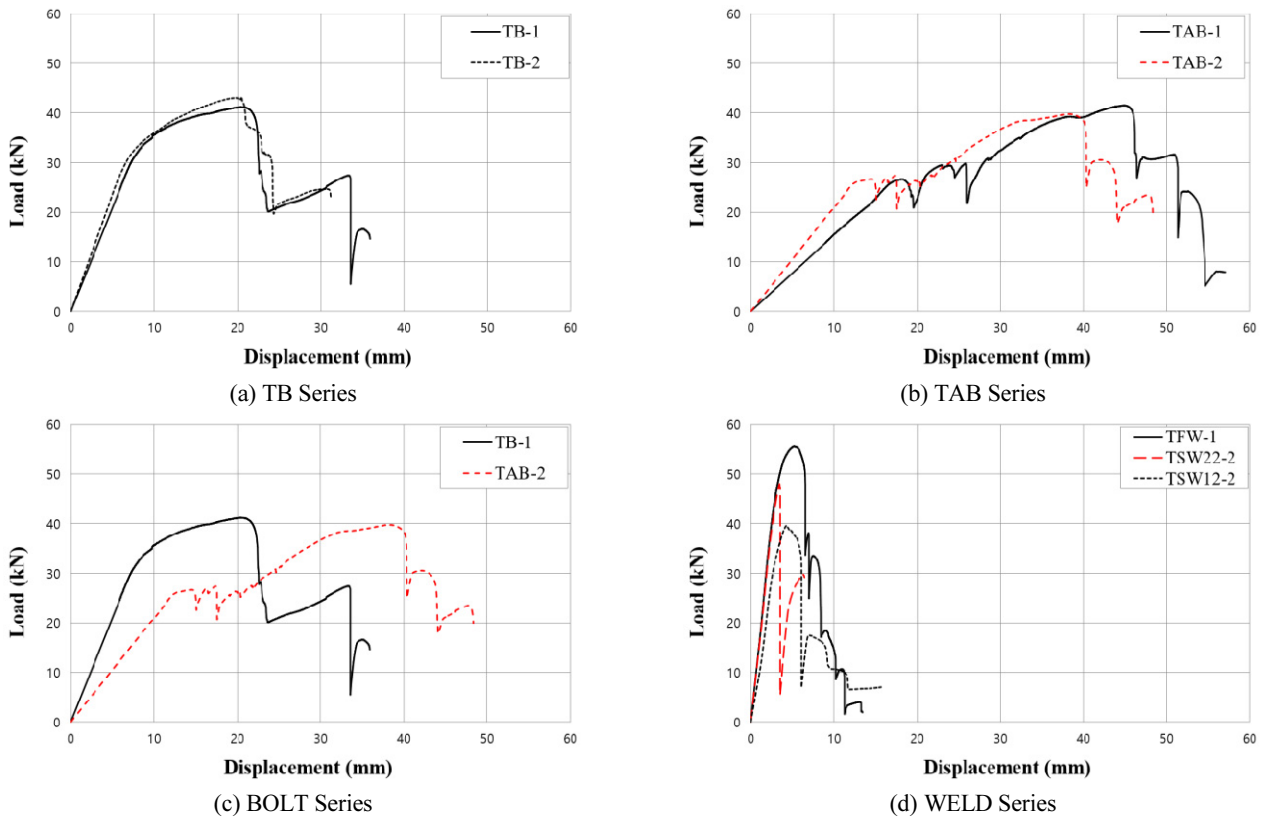 60
50
40
30
20
10
0
Load (kN)
TB-1
TB-2
0 10 20 30 40 50 60
Displacement (mm)
(a) TB Series
60
50
40
30
20
10
0
Load (kN)
TAB-1
TAB-2
0 10 20 30 40 50 60
Displacement (mm)
(b) TAB Series
60
50
40
30
20
10
0
Load (kN)
TB-1
TAB-2
0 10 20 30 40 50 60
Displacement (mm)
(c) BOLT Series
60
50
40
30
20
10
0
Load (kN)
TFW-1
TSW22-2
TSW12-2
0 10 20 30 40 50 60
Displacement (mm)
(d) WELD Series